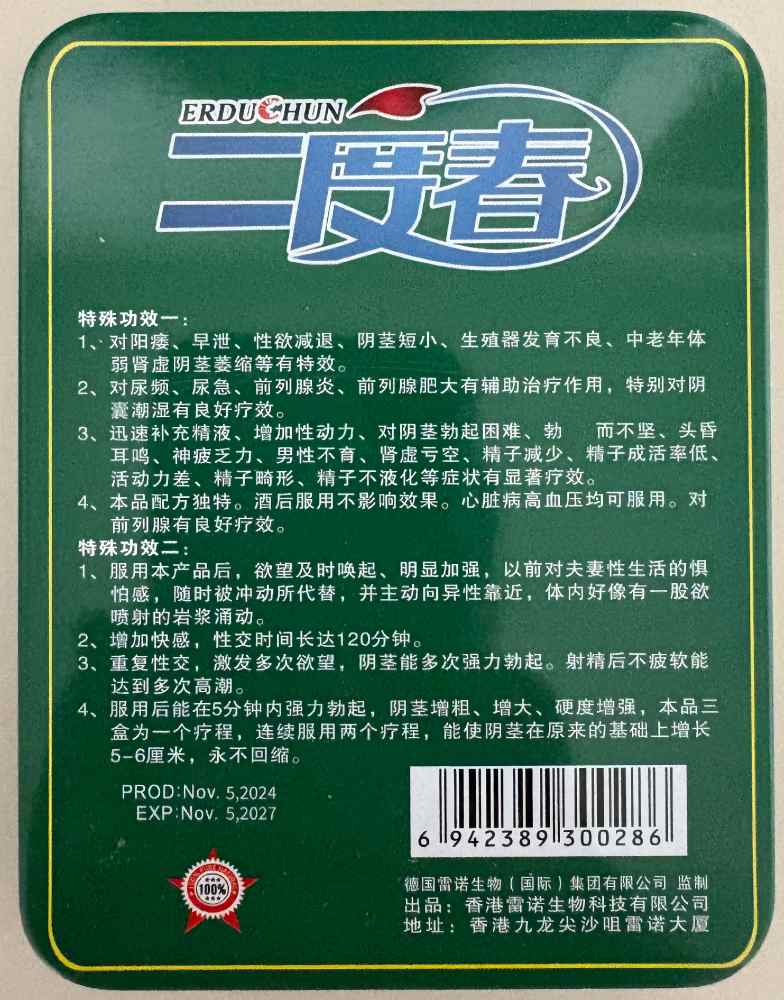 ERDUCHUN
二度春
特殊功效一：
1、对阳痿、早泄、性欲减退、阴茎短小、生殖器发育不良、中老年体
弱肾虚阴茎萎缩等有特效。
2、对尿频、尿急、前列腺炎、前列腺肥大有辅助治疗作用，特别对阴
囊潮湿有良好疗效。
3、迅速补充精液、增加性动力、对阴茎勃起困难、勃 而不坚、头昏
耳鸣、神疲乏力、男性不育、肾虚亏空、精子减少、精子成活率低、
活动力差、精子畸形、精子不液化等症状有显著疗效。
4、本品配方独特。酒后服用不影响效果。心脏病高血压均可服用。对
前列腺有良好疗效。
特殊功效二：
1、服用本产品后，欲望及时唤起、明显加强，以前对夫妻性生活的惧
怕感，随时被冲动所代替，并主动向异性靠近，体内好像有一股欲
喷射的岩浆涌动。
2、增加快感，性交时间长达120分钟。
3、重复性交，激发多次欲望，阴茎能多次强力勃起。射精后不疲软能
达到多次高潮。
4、服用后能在5分钟内强力勃起，阴茎增粗、增大、硬度增强，本品三
盒为一个疗程，连续服用两个疗程，能使阴茎在原来的基础上增长
5-6厘米，永不回缩。
PROD:Nov. 5,2024
EXP:Nov. 5,2027
6 942389 300286
100%
德国雷诺生物（国际）集团有限公司 监制
出品：香港雷诺生物科技有限公司
地址：香港九龙尖沙咀雷诺大厦